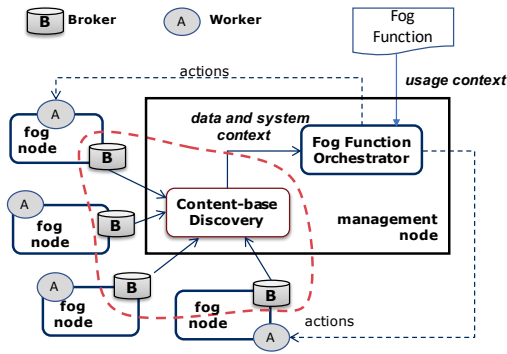 B Broker
A Worker
Fog
Function
actions
usage context
A
data and system
context
Fog Function
Orchestrator
fog
node
B
A
Content-base
Discovery
B
fog
node
management
node
A
B
fog
node
B
fog
node
actions
A